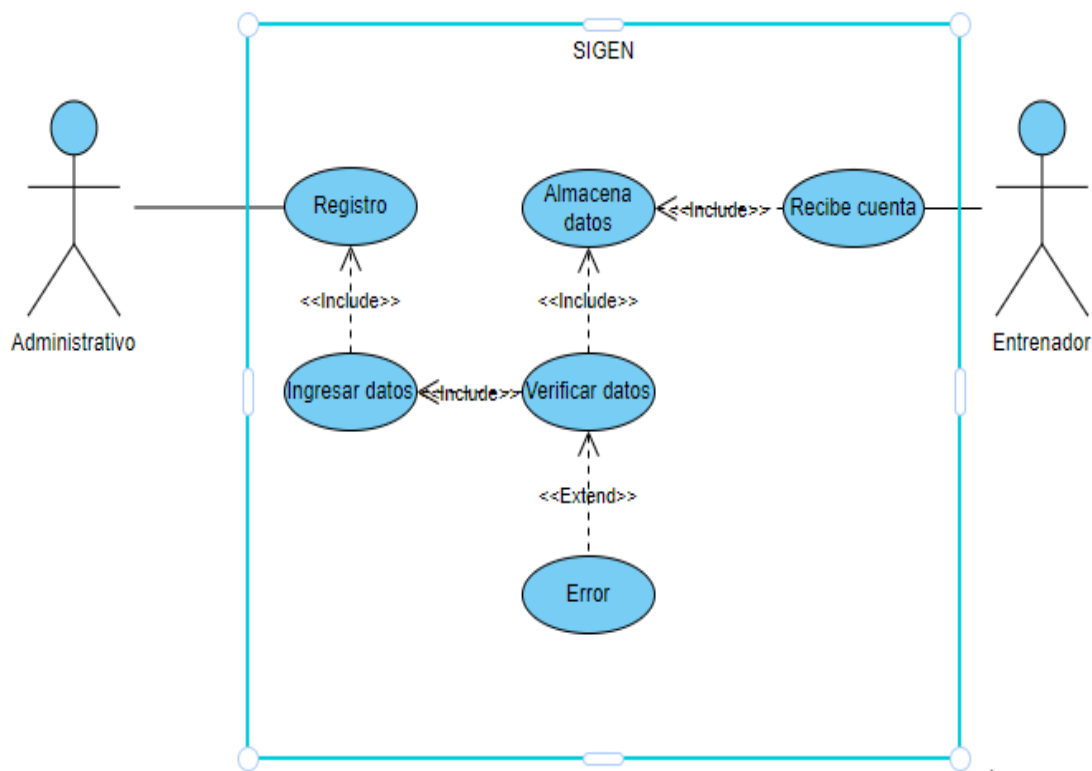 SIGEN
Registro
Almacena
datos
<<Include>>
Recibe cuenta
<<Include>>
<<Include>>
Administrativo
Entrenador
Ingresar datos
<<Include>>
Verificar datos
<<Extend>>
Error